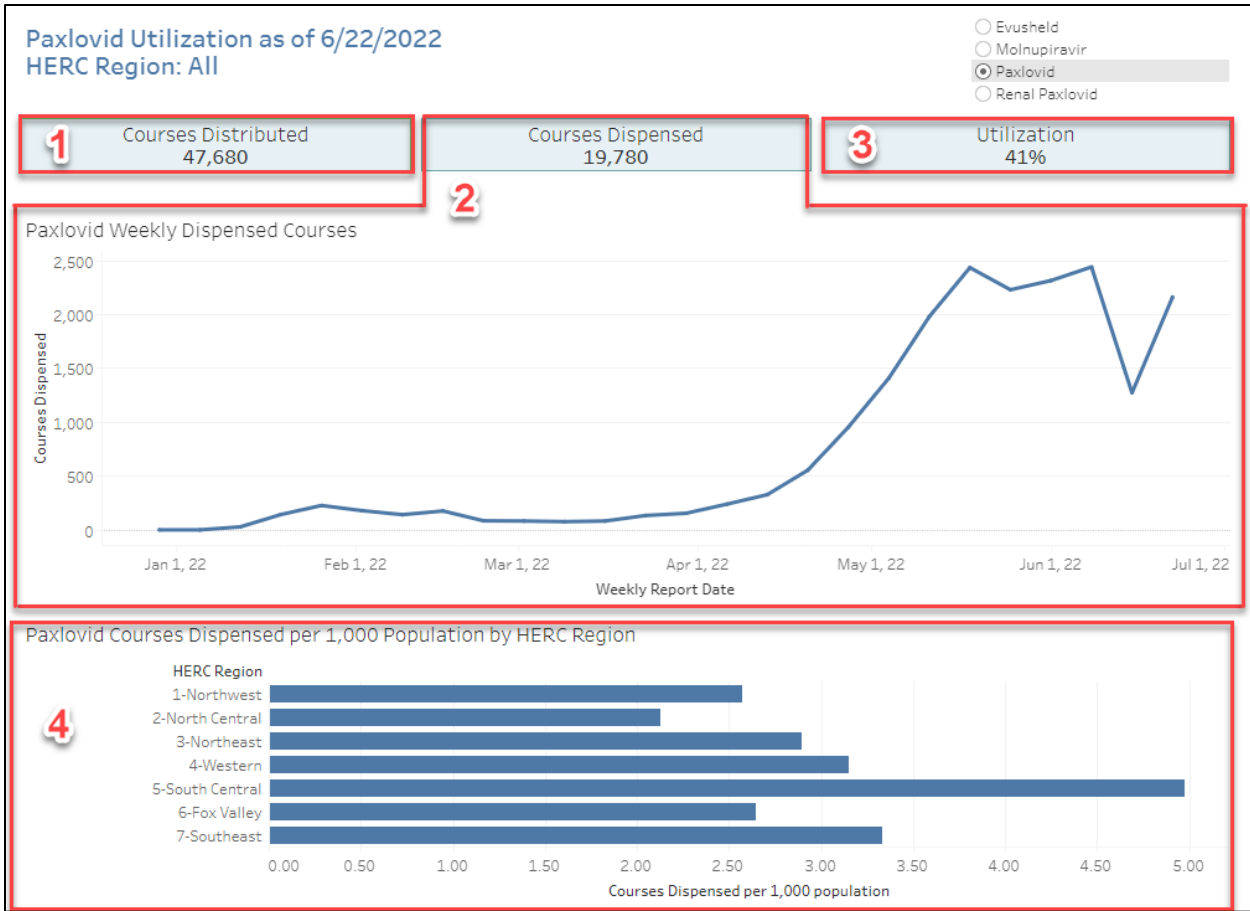 Paxlovid Utilization as of 6/22/2022
HERC Region: All
Evusheld
Molnupiravir
Paxlovid
Renal Paxlovid
1
Courses Distributed
47,680
Courses Dispensed
19,780
3
Utilization
41%
2
Paxlovid Weekly Dispensed Courses
Courses Dispensed
2,500
2,000
1,500
1,000
500
0
Jan 1, 22 Feb 1, 22 Mar 1, 22 Apr 1, 22 May 1, 22 Jun 1, 22 Jul 1, 22
Weekly Report Date
Paxlovid Courses Dispensed per 1,000 Population by HERC Region
4
HERC Region
1-Northwest
2-North Central
3-Northeast
4-Western
5-South Central
6-Fox Valley
7-Southeast
0.00 0.50 1.00 1.50 2.00 2.50 3.00 3.50 4.00 4.50 5.00
Courses Dispensed per 1,000 population